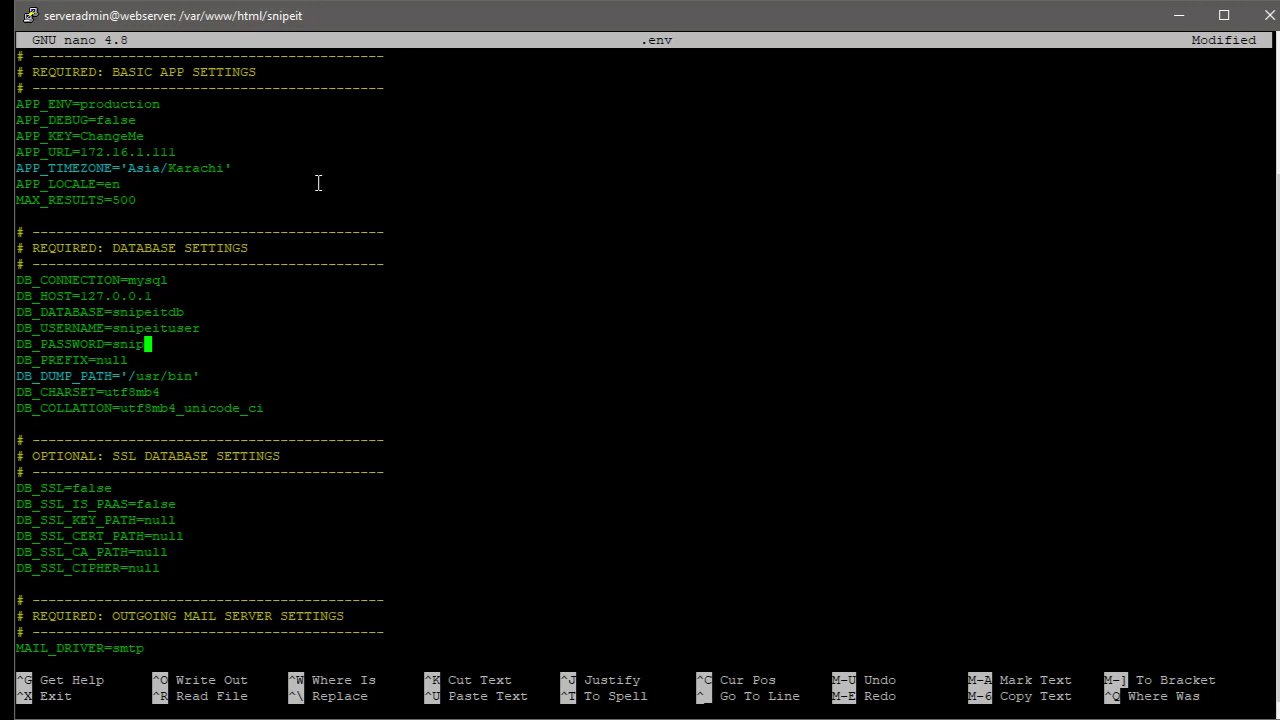 serveradmin@webserver: /var/www/html/snipeit
GNU nano 4.8 .env Modified
# --------------------------------------------
# REQUIRED: BASIC APP SETTINGS
# --------------------------------------------
APP_ENV=production
APP_DEBUG=false
APP_KEY=ChangeMe
APP_URL=172.16.1.111
APP_TIMEZONE='Asia/Karachi'
APP_LOCALE=en
MAX_RESULTS=500
# --------------------------------------------
# REQUIRED: DATABASE SETTINGS
# --------------------------------------------
DB_CONNECTION=mysql
DB_HOST=127.0.0.1
DB_DATABASE=snipeitdb
DB_USERNAME=snipeituser
DB_PASSWORD=snip
DB_PREFIX=null
DB_DUMP_PATH='/usr/bin'
DB_CHARSET=utf8mb4
DB_COLLATION=utf8mb4_unicode_ci
# --------------------------------------------
# OPTIONAL: SSL DATABASE SETTINGS
# --------------------------------------------
DB_SSL=false
DB_SSL_IS_PAAS=false
DB_SSL_KEY_PATH=null
DB_SSL_CERT_PATH=null
DB_SSL_CA_PATH=null
DB_SSL_CIPHER=null
# --------------------------------------------
# REQUIRED: OUTGOING MAIL SERVER SETTINGS
# --------------------------------------------
MAIL_DRIVER=smtp
^G Get Help ^O Write Out ^W Where Is ^K Cut Text ^J Justify ^C Cur Pos M-U Undo M-A Mark Text M-] To Bracket
^X Exit ^R Read File ^\ Replace ^U Paste Text ^T To Spell ^_ Go To Line M-E Redo M-6 Copy Text ^Q Where Was